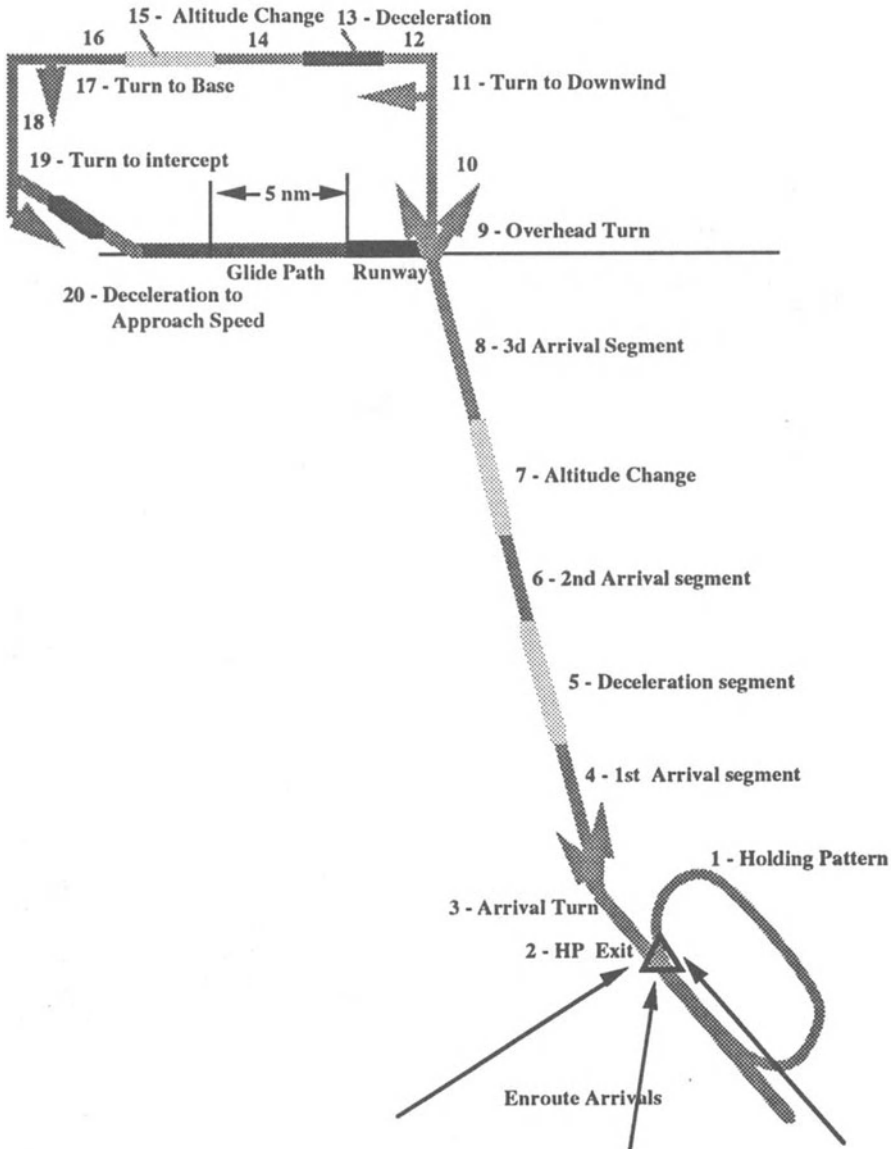 15 - Altitude Change
13 - Deceleration
16
14
12
17 - Turn to Base
11 - Turn to Downwind
18
19 - Turn to intercept
10
5 nm
9 - Overhead Turn
Glide Path
Runway
20 - Deceleration to
Approach Speed
8 - 3d Arrival Segment
7 - Altitude Change
6 - 2nd Arrival segment
5 - Deceleration segment
4 - 1st Arrival segment
1 - Holding Pattern
3 - Arrival Turn
2 - HP Exit
Enroute Arrivals